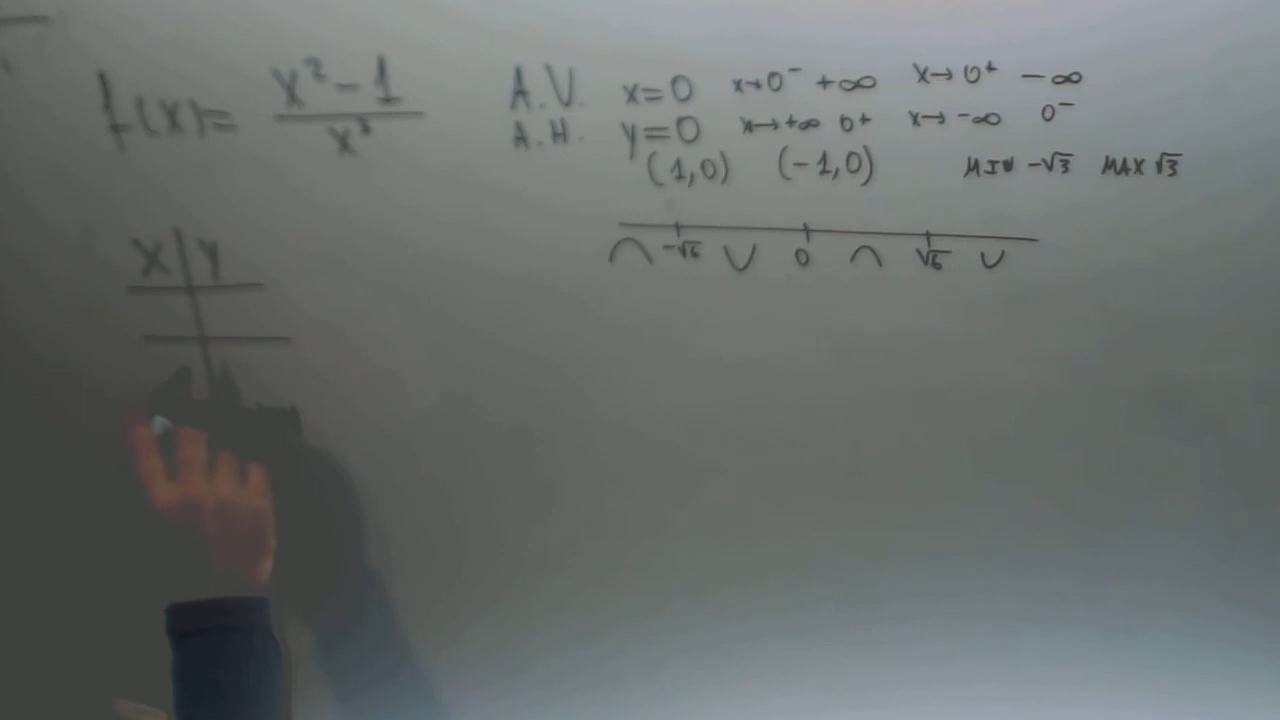 f(x)= x²-1 / x³
A.V. x=0 x→0⁻ +∞ x→0⁺ -∞
A.H. y=0 x→+∞ 0+ x→-∞ 0⁻
(1,0) (-1,0) MIN -√3 MAX √3
∩ -√6 ∪ 0 ∩ √6 ∪
X | Y